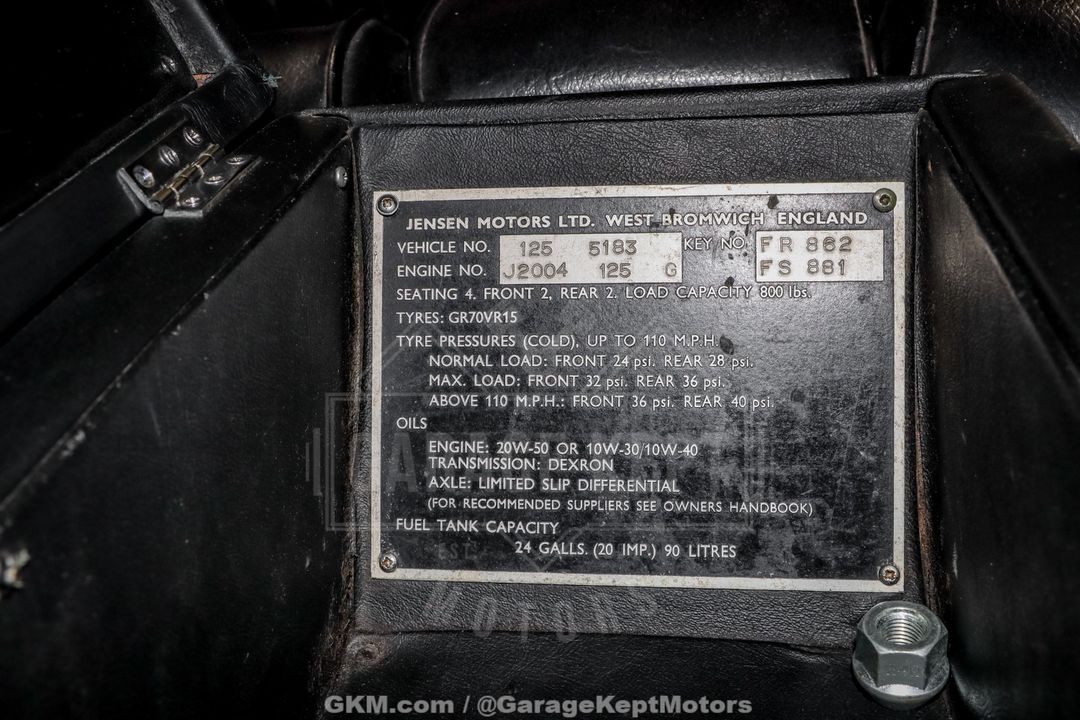 JENSEN MOTORS LTD. WEST BROMWICH ENGLAND
VEHICLE NO. 125 5183 KEY NO. FR 862
ENGINE NO. J2004 125 G FS 881
SEATING 4. FRONT 2, REAR 2. LOAD CAPACITY 800 lbs.
TYRES: GR70VR15
TYRE PRESSURES (COLD), UP TO 110 M.P.H.
NORMAL LOAD: FRONT 24 psi. REAR 28 psi.
MAX. LOAD: FRONT 32 psi. REAR 36 psi.
ABOVE 110 M.P.H.: FRONT 36 psi. REAR 40 psi.
OILS
ENGINE: 20W-50 OR 10W-30/10W-40
TRANSMISSION: DEXRON
AXLE: LIMITED SLIP DIFFERENTIAL
(FOR RECOMMENDED SUPPLIERS SEE OWNERS HANDBOOK)
FUEL TANK CAPACITY
24 GALLS. (20 IMP.) 90 LITRES
MOTORS
GKM.com / @GarageKeptMotors